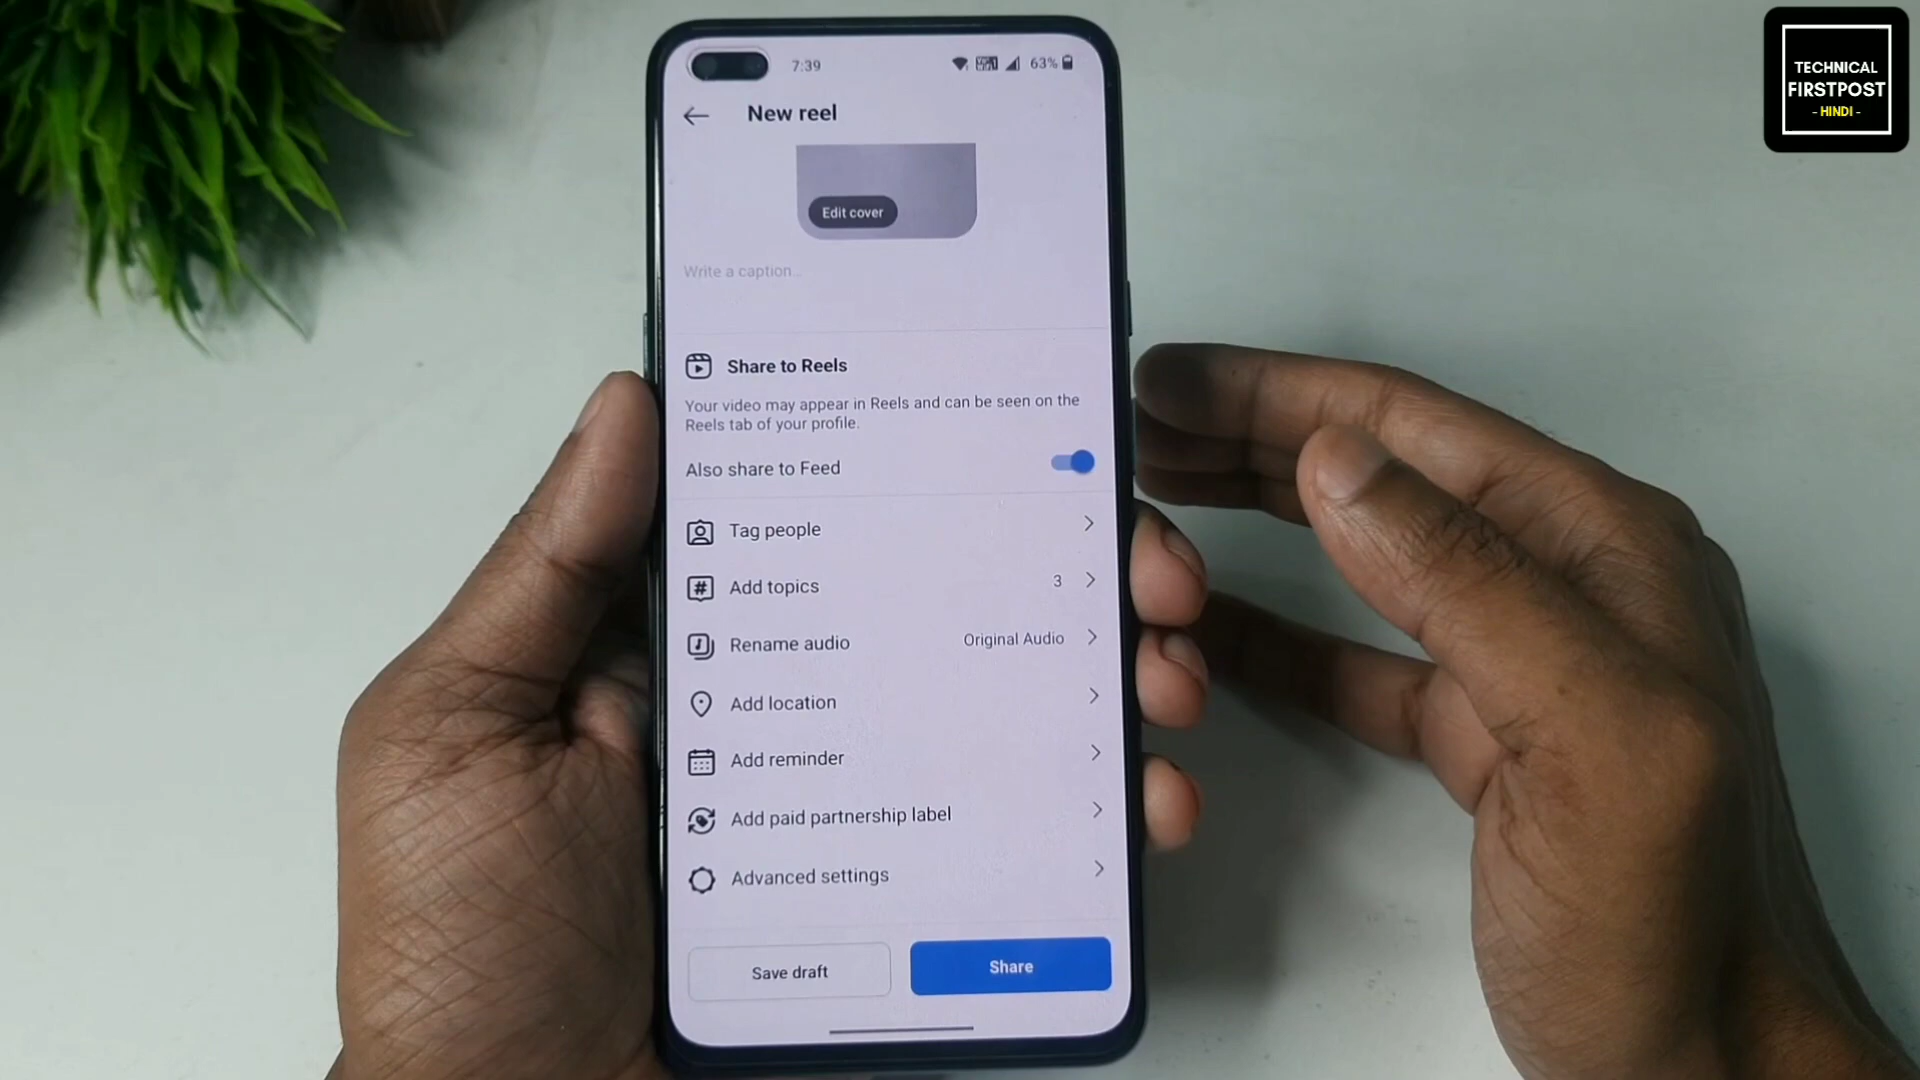 TECHNICAL
FIRSTPOST
- HINDI -
7:39
63%
New reel
Edit cover
Write a caption...
Share to Reels
Your video may appear in Reels and can be seen on the
Reels tab of your profile.
Also share to Feed
Tag people
Add topics 3
Rename audio Original Audio
Add location
Add reminder
Add paid partnership label
Advanced settings
Save draft Share